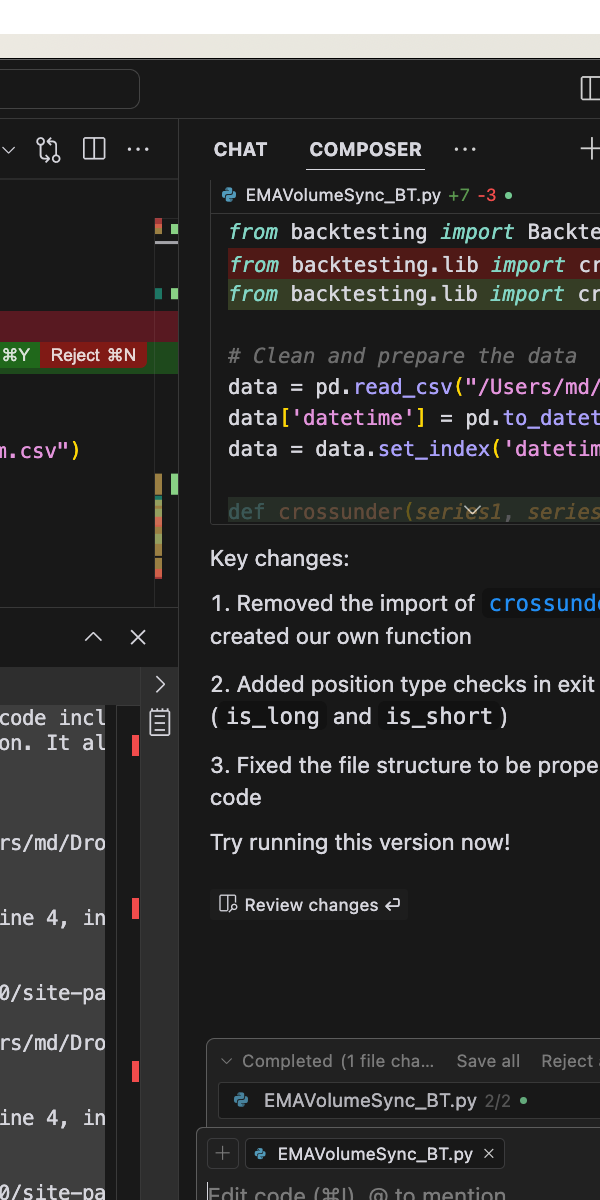 CHAT COMPOSER ...
EMAVolumeSync_BT.py +7 -3
from backtesting import Backte
from backtesting.lib import cr
from backtesting.lib import cr
# Clean and prepare the data
data = pd.read_csv("/Users/md/
data['datetime'] = pd.to_datet
data = data.set_index('datetim
def crossunder(series1, series
⌘Y Reject ⌘N
m.csv")
Key changes:
1. Removed the import of crossunde
created our own function
2. Added position type checks in exit
( is_long and is_short )
3. Fixed the file structure to be prope
code
Try running this version now!
Review changes ⏎
code incl
on. It al
rs/md/Dro
ine 4, in
0/site-pa
rs/md/Dro
ine 4, in
0/site-pa
Completed (1 file cha... Save all Reject
EMAVolumeSync_BT.py 2/2
+ EMAVolumeSync_BT.py ×
Edit code (⌘I), @ to mention